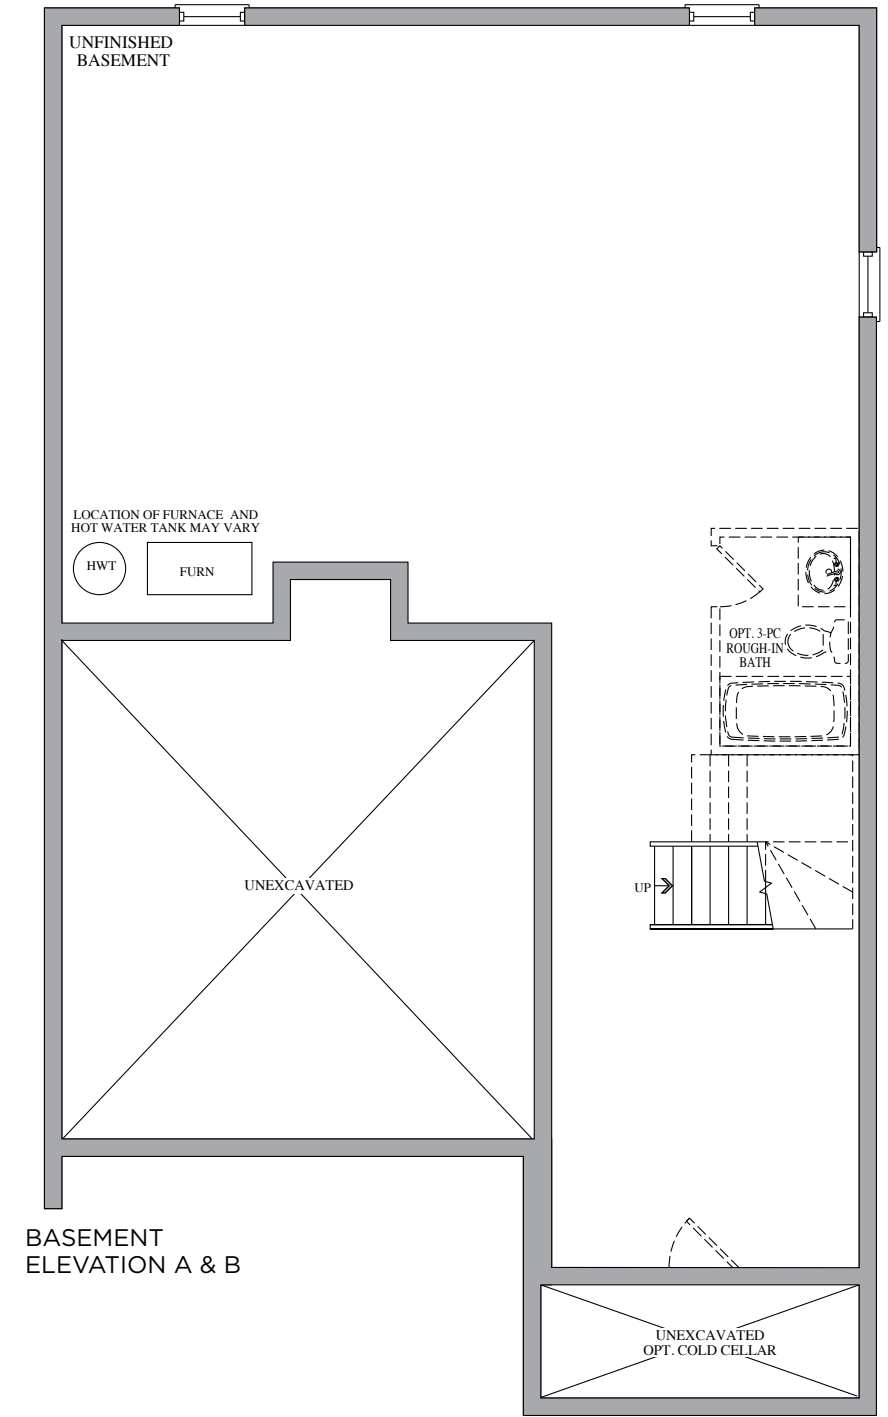 UNFINISHED
BASEMENT
LOCATION OF FURNACE AND
HOT WATER TANK MAY VARY
HWT
FURN
OPT. 3-PC
ROUGH-IN
BATH
UNEXCAVATED
UP
BASEMENT
ELEVATION A & B
UNEXCAVATED
OPT. COLD CELLAR